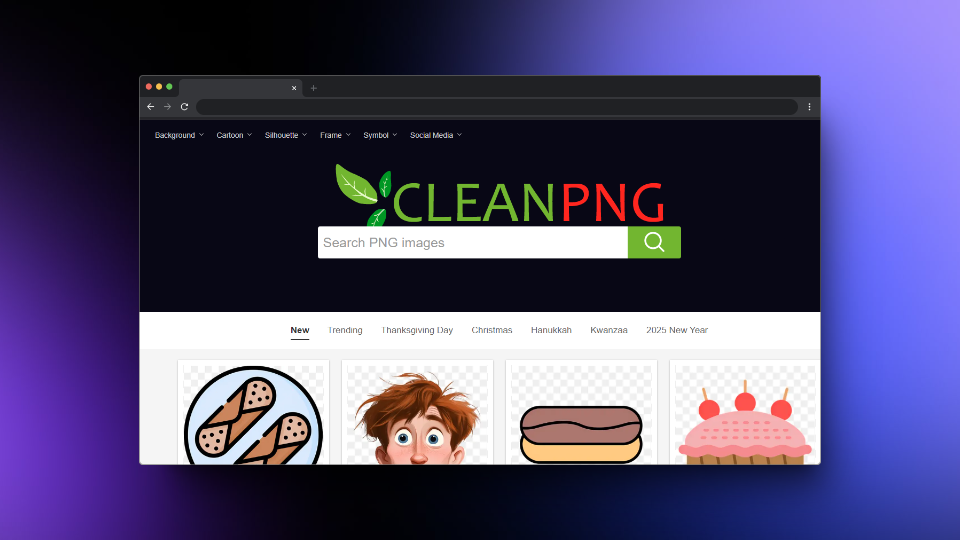 Background Cartoon Silhouette Frame Symbol Social Media
CLEANPNG
Search PNG images
New Trending Thanksgiving Day Christmas Hanukkah Kwanzaa 2025 New Year